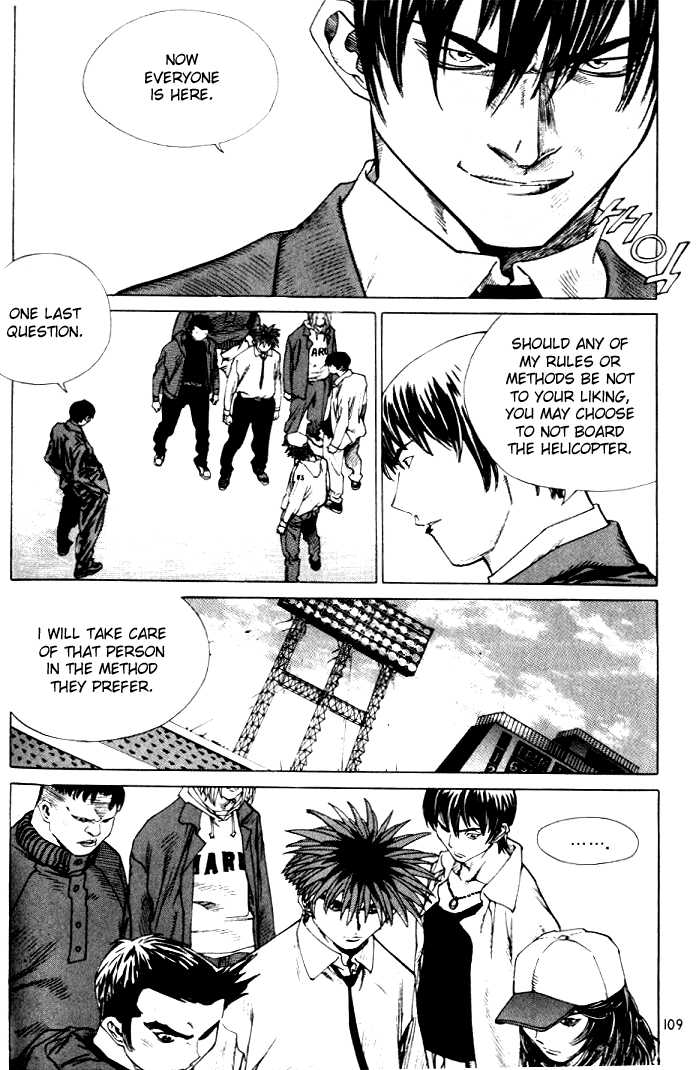 NOW
EVERYONE
IS HERE.
ONE LAST
QUESTION.
ARD
SHOULD ANY OF
MY RULES OR
METHODS BE NOT
TO YOUR LIKING,
YOU MAY CHOOSE
TO NOT BOARD
THE HELICOPTER.
I WILL TAKE CARE
OF THAT PERSON
IN THE METHOD
THEY PREFER.
.......
109